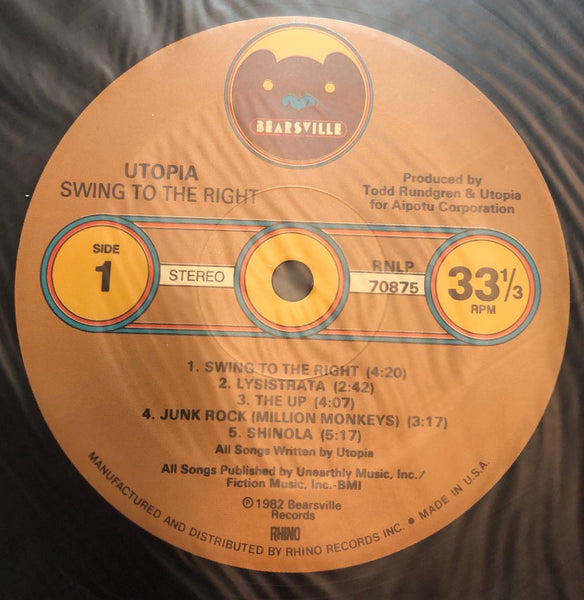 BEARSVILLE
UTOPIA
SWING TO THE RIGHT
Produced by
Todd Rundgren & Utopia
for Aipotu Corporation
SIDE
1
STEREO
RNLP
70875
33 1/3
RPM
1. SWING TO THE RIGHT (4:20)
2. LYSISTRATA (2:42)
3. THE UP (4:07)
4. JUNK ROCK (MILLION MONKEYS) (3:17)
5. SHINOLA (5:17)
All Songs Written by Utopia
All Songs Published by Unearthly Music, Inc./
Fiction Music, Inc.-BMI
℗ 1982 Bearsville
Records
RHINO
MANUFACTURED AND DISTRIBUTED BY RHINO RECORDS INC. • MADE IN U.S.A.